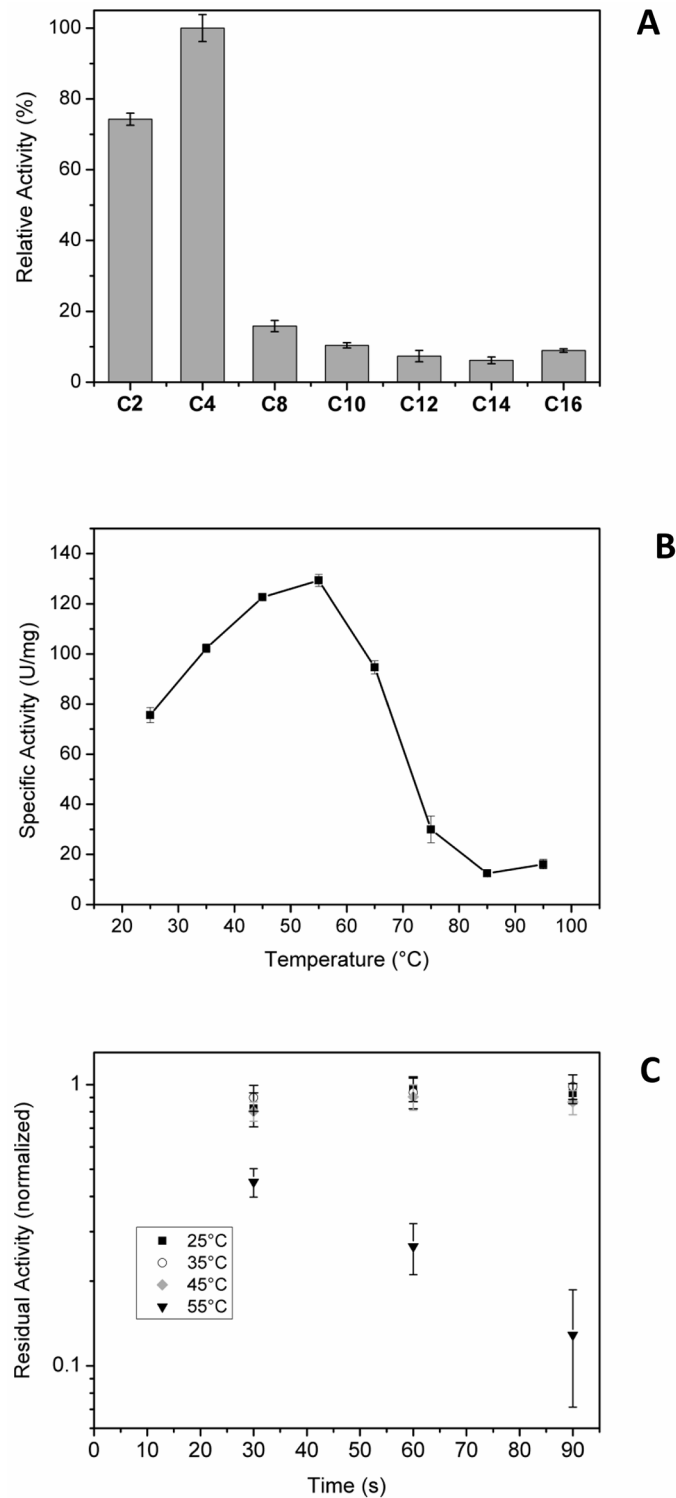 A
Relative Activity (%)
100
80
60
40
20
0
C2 C4 C8 C10 C12 C14 C16
B
Specific Activity (U/mg)
140
120
100
80
60
40
20
0
20 30 40 50 60 70 80 90 100
Temperature (°C)
C
Residual Activity (normalized)
1
0.1
25°C
35°C
45°C
55°C
0 10 20 30 40 50 60 70 80 90
Time (s)